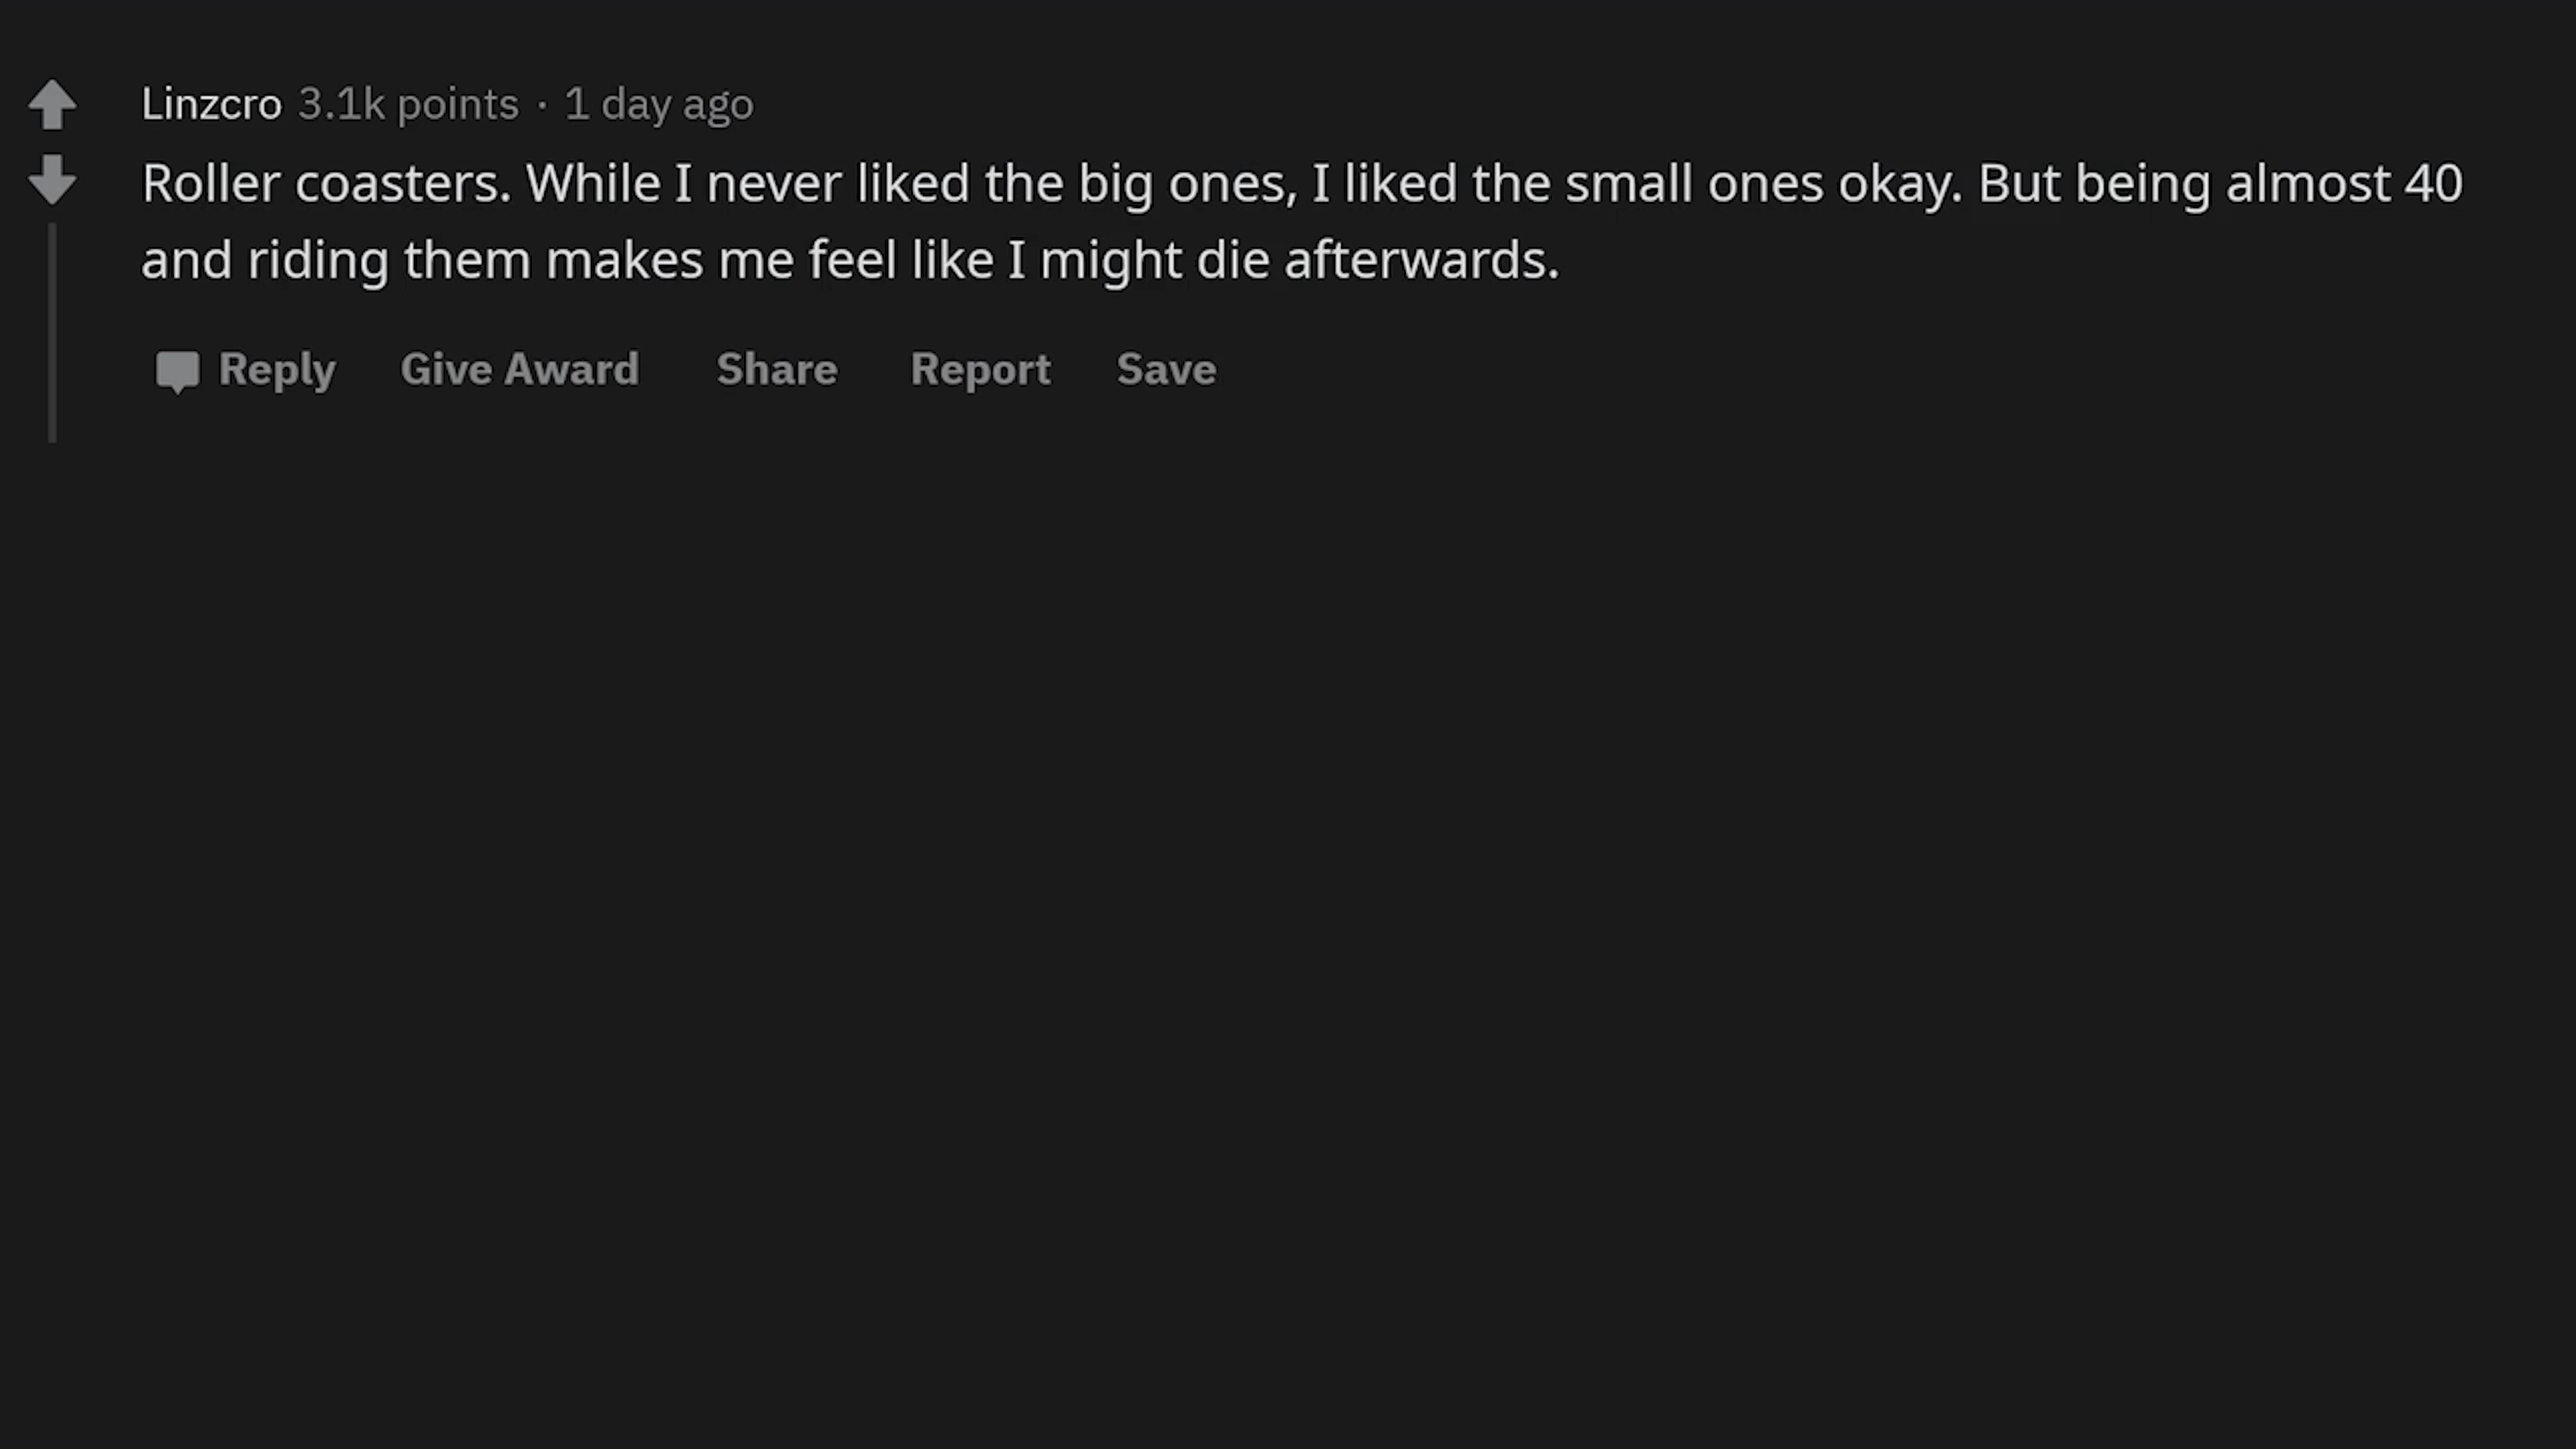 Linzcro 3.1k points · 1 day ago
Roller coasters. While I never liked the big ones, I liked the small ones okay. But being almost 40
and riding them makes me feel like I might die afterwards.
Reply Give Award Share Report Save